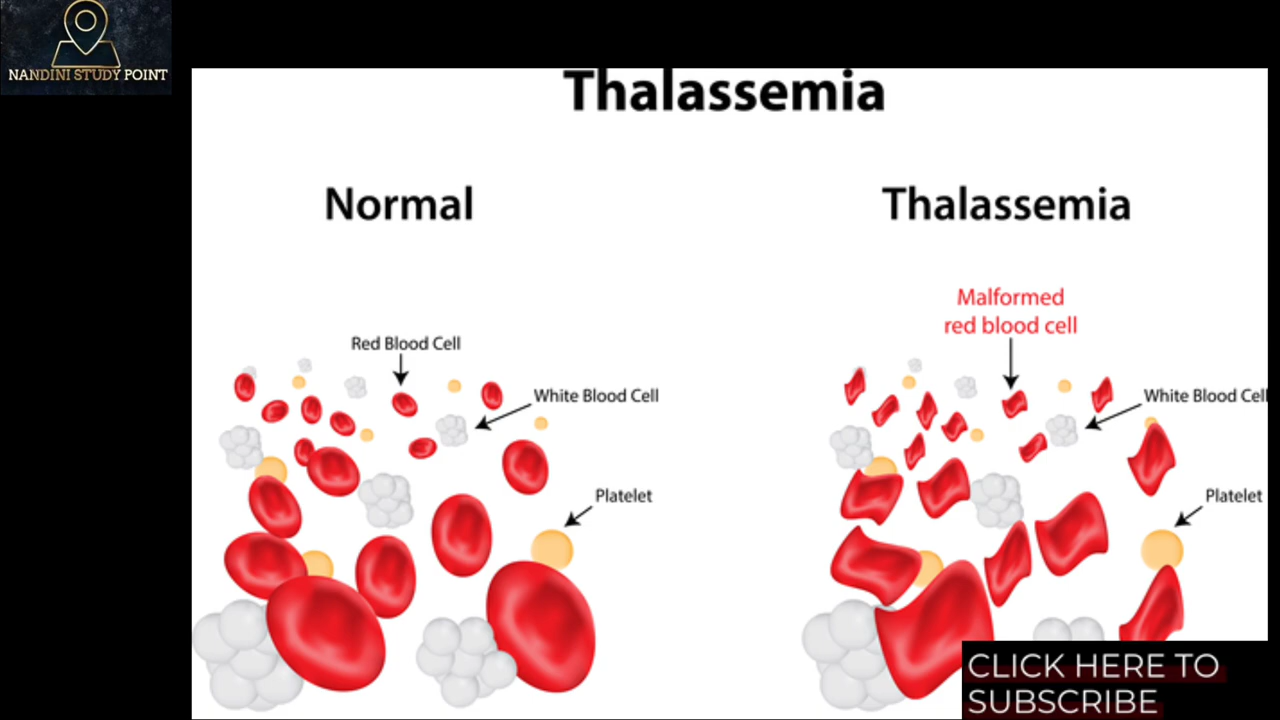 NANDINI STUDY POINT
Thalassemia
Normal
Thalassemia
Malformed
red blood cell
Red Blood Cell
White Blood Cell
White Blood Cell
Platelet
Platelet
CLICK HERE TO
SUBSCRIBE